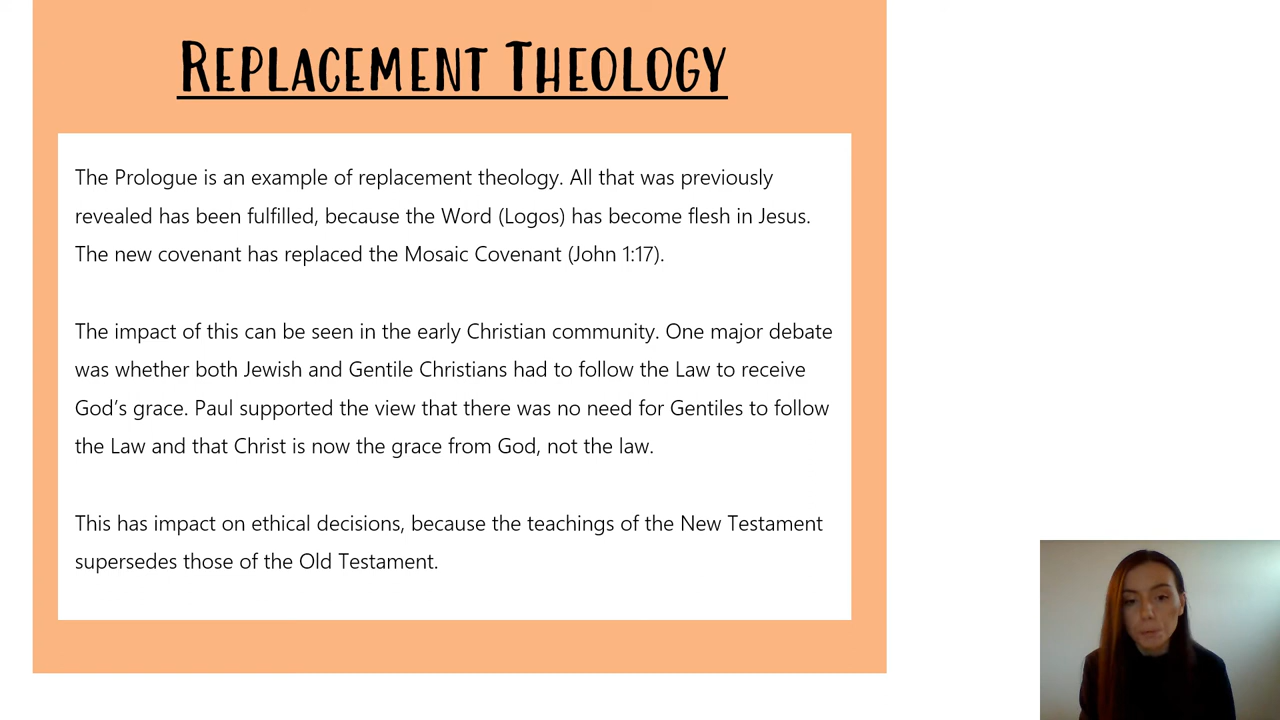 REPLACEMENT THEOLOGY
The Prologue is an example of replacement theology. All that was previously
revealed has been fulfilled, because the Word (Logos) has become flesh in Jesus.
The new covenant has replaced the Mosaic Covenant (John 1:17).
The impact of this can be seen in the early Christian community. One major debate
was whether both Jewish and Gentile Christians had to follow the Law to receive
God’s grace. Paul supported the view that there was no need for Gentiles to follow
the Law and that Christ is now the grace from God, not the law.
This has impact on ethical decisions, because the teachings of the New Testament
supersedes those of the Old Testament.